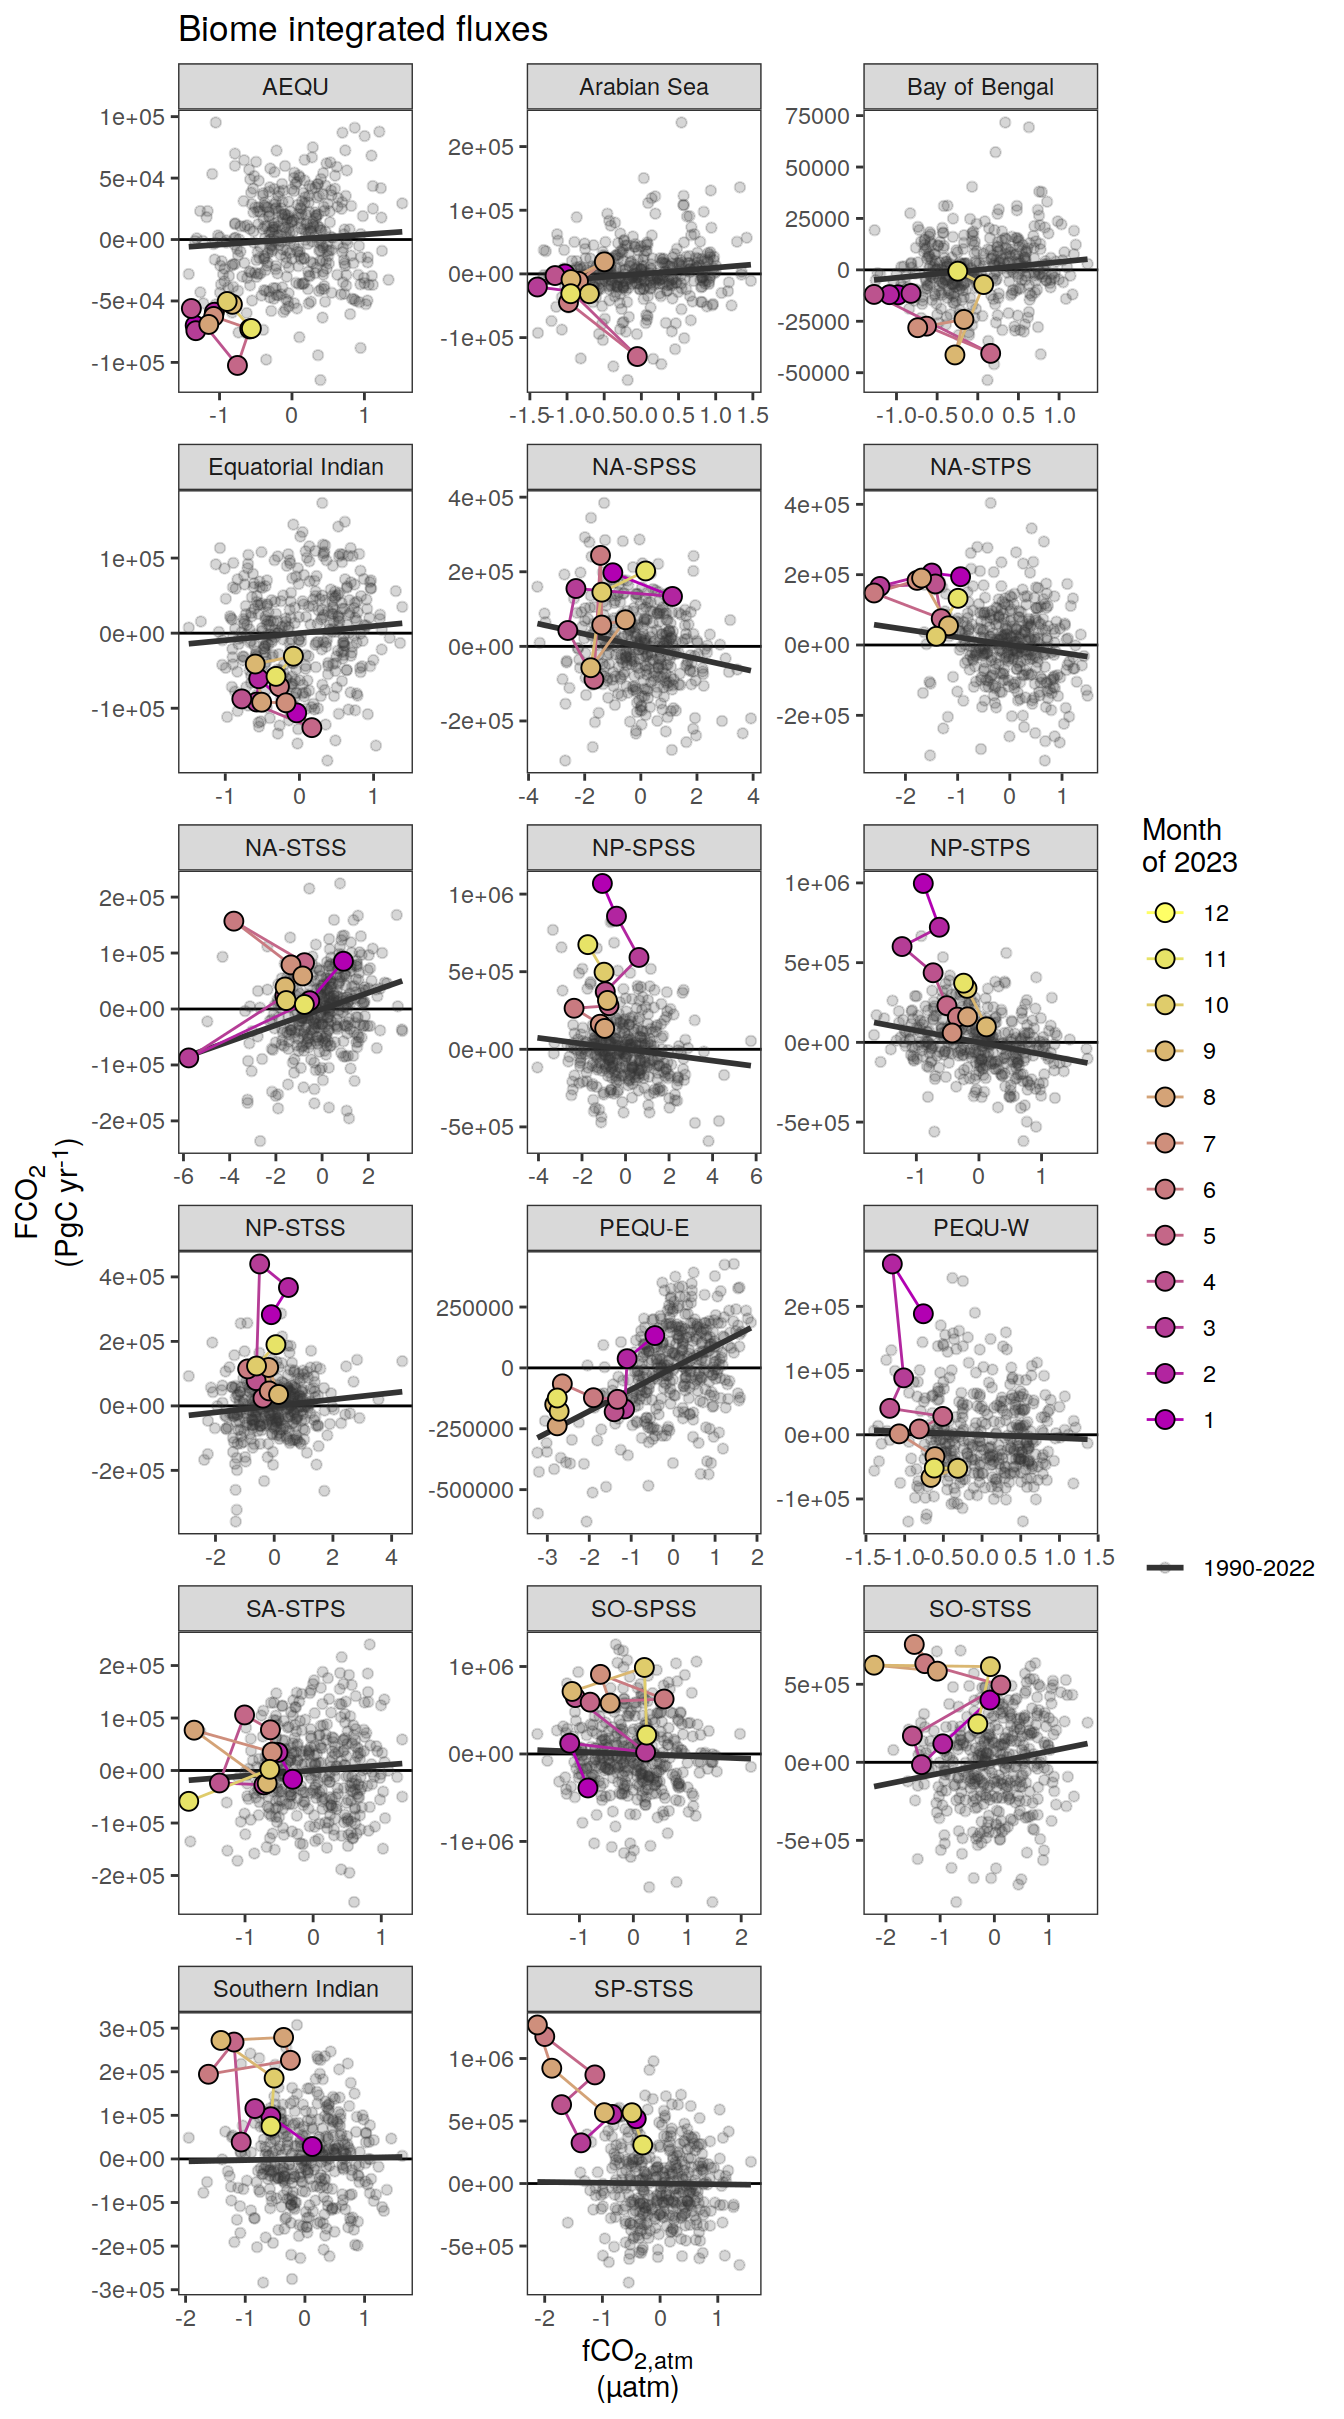 Biome integrated fluxes
AEQU
Arabian Sea
Bay of Bengal
1e+05
5e+04
0e+00
-5e+04
-1e+05
2e+05
1e+05
0e+00
-1e+05
75000
50000
25000
0
-25000
-50000
-1 0 1
-1.5 -1.0 -0.5 0.0 0.5 1.0 1.5
-1.0 -0.5 0.0 0.5 1.0
Equatorial Indian
NA-SPSS
NA-STPS
1e+05
0e+00
-1e+05
4e+05
2e+05
0e+00
-2e+05
4e+05
2e+05
0e+00
-2e+05
-1 0 1
-4 -2 0 2 4
-2 -1 0 1
NA-STSS
NP-SPSS
NP-STPS
2e+05
1e+05
0e+00
-1e+05
-2e+05
1e+06
5e+05
0e+00
-5e+05
1e+06
5e+05
0e+00
-5e+05
-6 -4 -2 0 2
-4 -2 0 2 4 6
-1 0 1
NP-STSS
PEQU-E
PEQU-W
4e+05
2e+05
0e+00
-2e+05
250000
0
-250000
-500000
2e+05
1e+05
0e+00
-1e+05
-2 0 2 4
-3 -2 -1 0 1 2
-1.5 -1.0 -0.5 0.0 0.5 1.0 1.5
SA-STPS
SO-SPSS
SO-STSS
2e+05
1e+05
0e+00
-1e+05
-2e+05
1e+06
0e+00
-1e+06
5e+05
0e+00
-5e+05
-1 0 1
-1 0 1 2
-2 -1 0 1
Southern Indian
SP-STSS
3e+05
2e+05
1e+05
0e+00
-1e+05
-2e+05
-3e+05
1e+06
5e+05
0e+00
-5e+05
-2 -1 0 1
-2 -1 0 1
FCO2
(PgC yr-1)
fCO2,atm
(µatm)
Month
of 2023
12
11
10
9
8
7
6
5
4
3
2
1
1990-2022